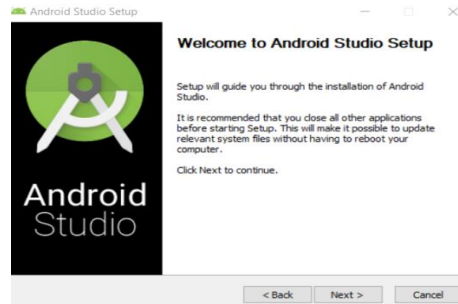 Android Studio Setup
Welcome to Android Studio Setup
Setup will guide you through the installation of Android
Studio.
It is recommended that you close all other applications
before starting Setup. This will make it possible to update
relevant system files without having to reboot your
computer.
Click Next to continue.
Android
Studio
< Back
Next >
Cancel